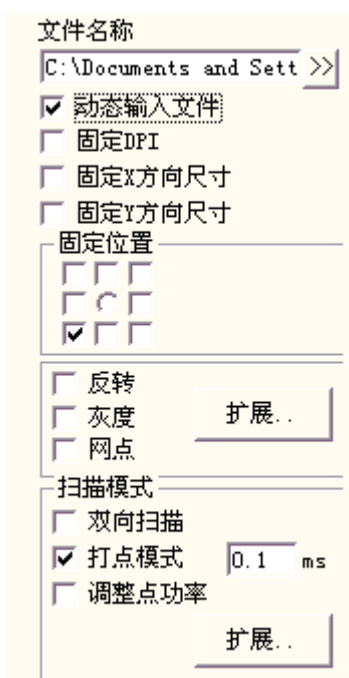 文件名称
C:\Documents and Sett >>
动态输入文件
固定DPI
固定X方向尺寸
固定Y方向尺寸
固定位置
反转
灰度
扩展..
网点
扫描模式
双向扫描
打点模式 0.1 ms
调整点功率
扩展..